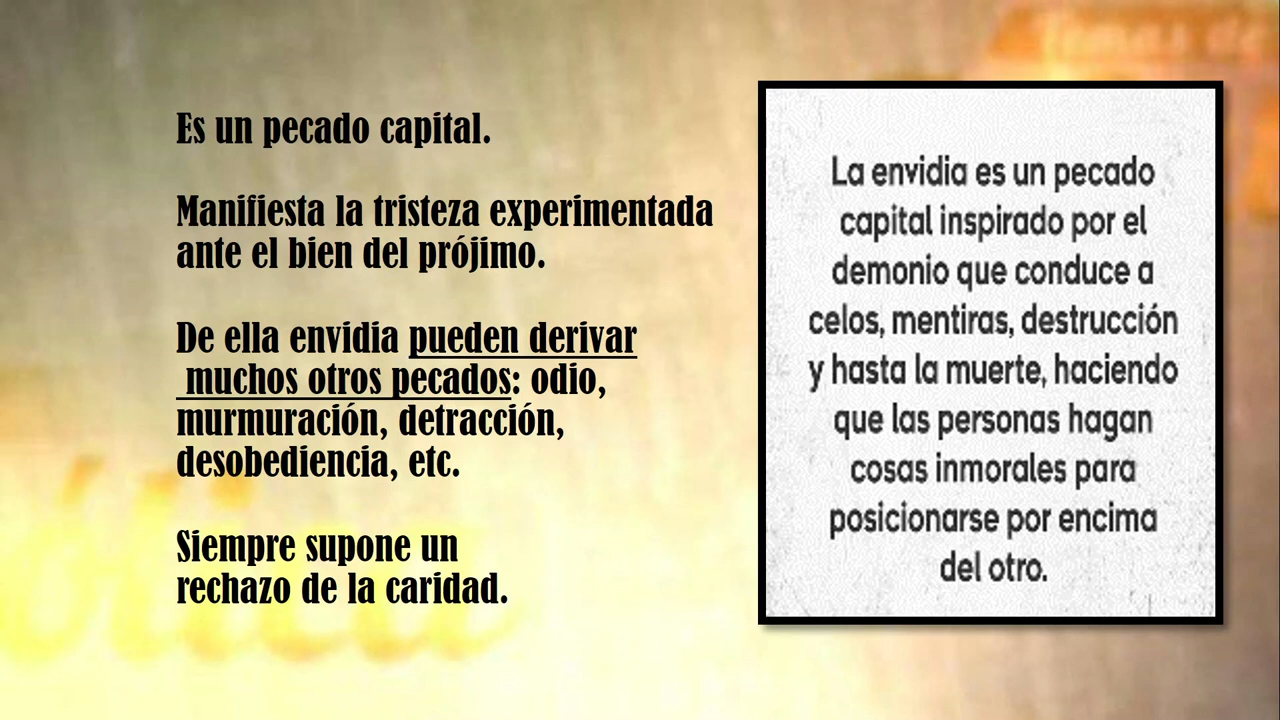 Es un pecado capital.
Manifiesta la tristeza experimentada
ante el bien del prójimo.
De ella envidia pueden derivar
muchos otros pecados: odio,
murmuración, detracción,
desobediencia, etc.
Siempre supone un
rechazo de la caridad.
La envidia es un pecado
capital inspirado por el
demonio que conduce a
celos, mentiras, destrucción
y hasta la muerte, haciendo
que las personas hagan
cosas inmorales para
posicionarse por encima
del otro.